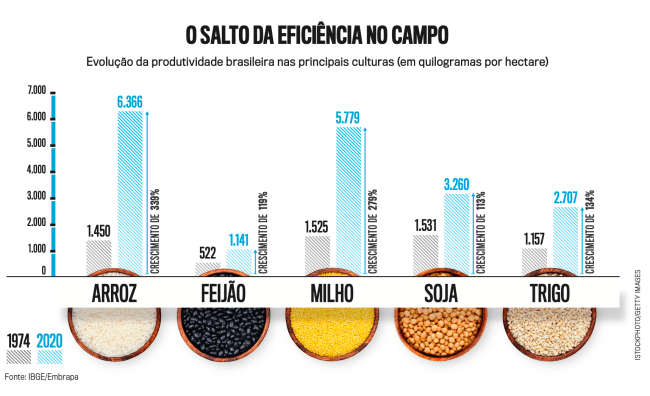 O SALTO DA EFICIÊNCIA NO CAMPO
Evolução da produtividade brasileira nas principais culturas (em quilogramas por hectare)
7.000
6.000
5.000
4.000
3.000
2.000
1.000
0
1.450
6.366
CRESCIMENTO DE 339%
522
1.141
CRESCIMENTO DE 119%
1.525
5.779
CRESCIMENTO DE 279%
1.531
3.260
CRESCIMENTO DE 113%
1.157
2.707
CRESCIMENTO DE 134%
ARROZ
FEIJÃO
MILHO
SOJA
TRIGO
1974
2020
Fonte: IBGE/Embrapa
ISTOCKPHOTO/GETTY IMAGES